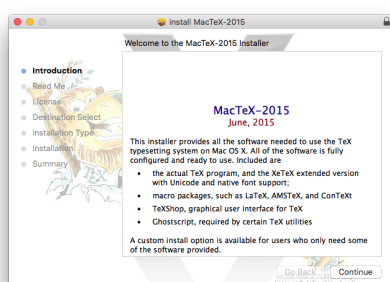 Install MacTeX-2015
Welcome to the MacTeX-2015 Installer
Introduction
Read Me
License
Destination Select
Installation Type
Installation
Summary
MacTeX-2015
June, 2015
This installer provides all the software needed to use the TeX
typesetting system on Mac OS X. All of the software is fully
configured and ready to use. Included are
• the actual TeX program, and the XeTeX extended version
with Unicode and native font support;
• macro packages, such as LaTeX, AMSTeX, and ConTeXt
• TeXShop, graphical user interface for TeX
• Ghostscript, required by certain TeX utilities
A custom install option is available for users who only need some
of the software provided.
Go Back
Continue